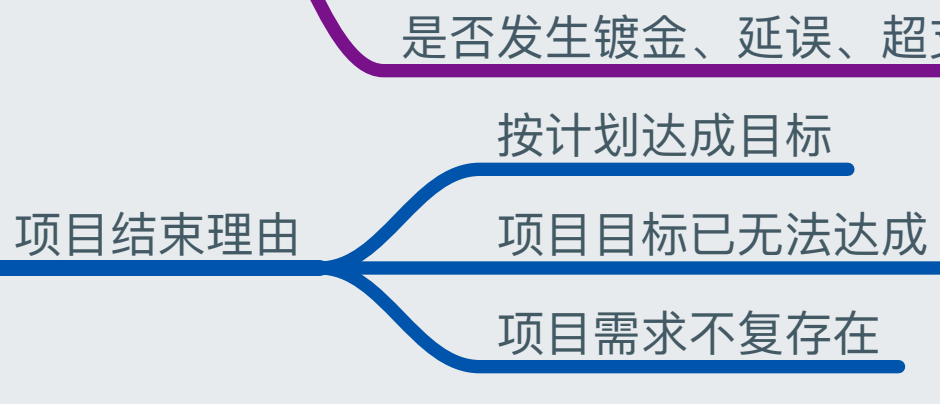 是否发生镀金、延误、超
按计划达成目标
项目结束理由
项目目标已无法达成
项目需求不复存在